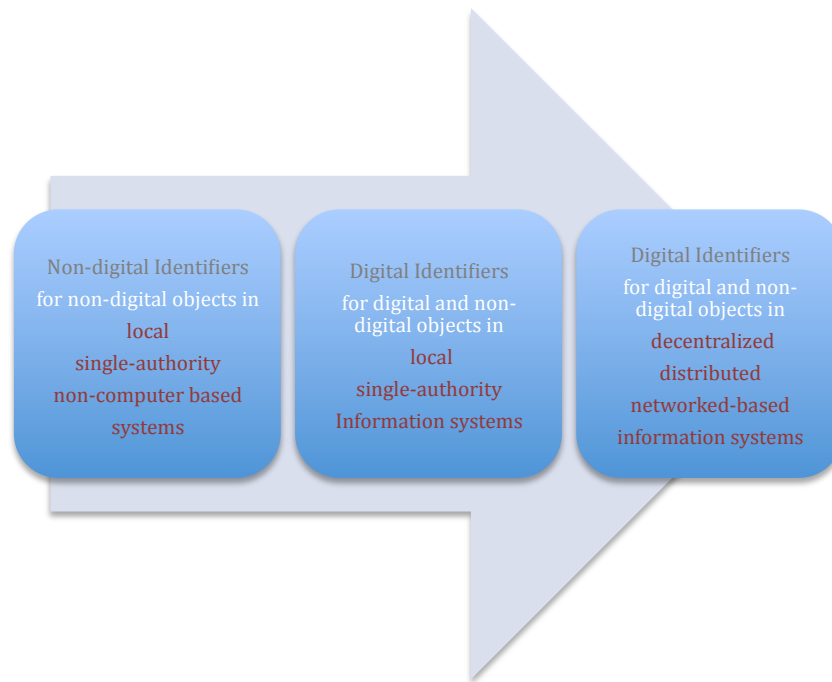 Non-digital Identifiers
for non-digital objects in
local
single-authority
non-computer based
systems
Digital Identifiers
for digital and non-
digital objects in
local
single-authority
Information systems
Digital Identifiers
for digital and non-
digital objects in
decentralized
distributed
networked-based
information systems